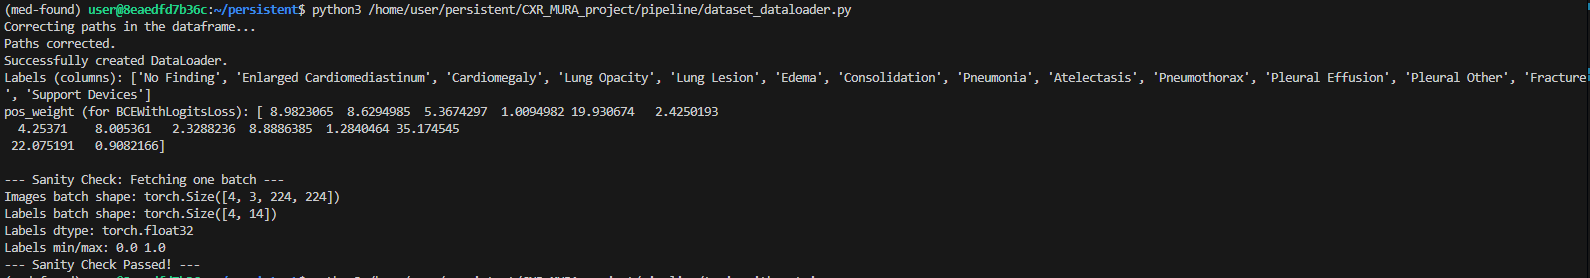 (med-found) user@8eaedfd7b36c:~/persistent$ python3 /home/user/persistent/CXR_MURA_project/pipeline/dataset_dataloader.py
Correcting paths in the dataframe...
Paths corrected.
Successfully created DataLoader.
Labels (columns): ['No Finding', 'Enlarged Cardiomediastinum', 'Cardiomegaly', 'Lung Opacity', 'Lung Lesion', 'Edema', 'Consolidation', 'Pneumonia', 'Atelectasis', 'Pneumothorax', 'Pleural Effusion', 'Pleural Other', 'Fracture
', 'Support Devices']
pos_weight (for BCEWithLogitsLoss): [ 8.9823065  8.6294985  5.3674297  1.0094982 19.930674   2.4250193
  4.25371    8.005361   2.3288236  8.8886385  1.2840464 35.174545
 22.075191   0.9082166]
--- Sanity Check: Fetching one batch ---
Images batch shape: torch.Size([4, 3, 224, 224])
Labels batch shape: torch.Size([4, 14])
Labels dtype: torch.float32
Labels min/max: 0.0 1.0
--- Sanity Check Passed! ---